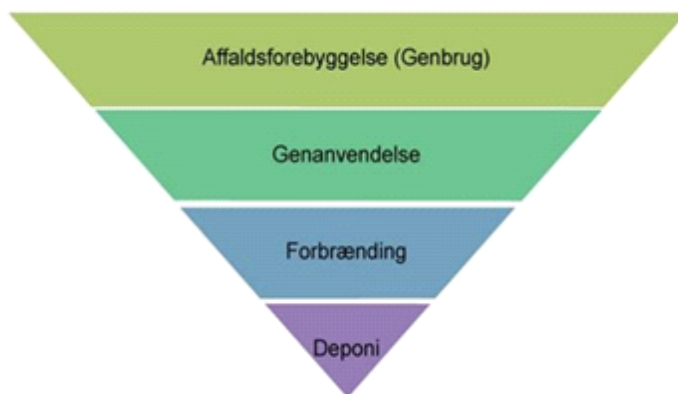 Affaldsforebyggelse (Genbrug)
Genanvendelse
Forbrænding
Deponi